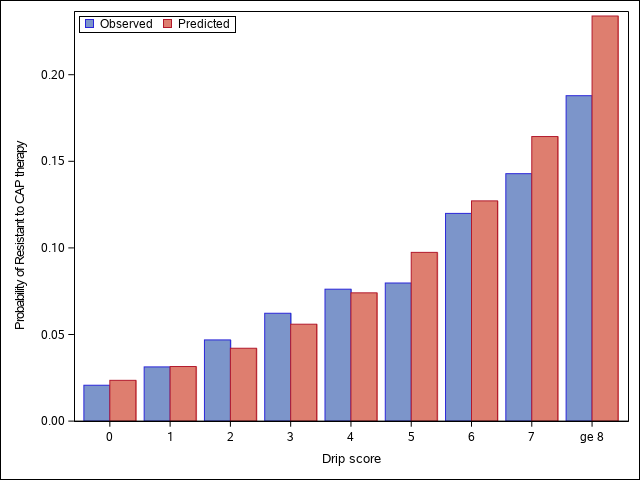 Observed Predicted
0.20
0.15
0.10
0.05
0.00
Probability of Resistant to CAP therapy
0 1 2 3 4 5 6 7 ge 8
Drip score